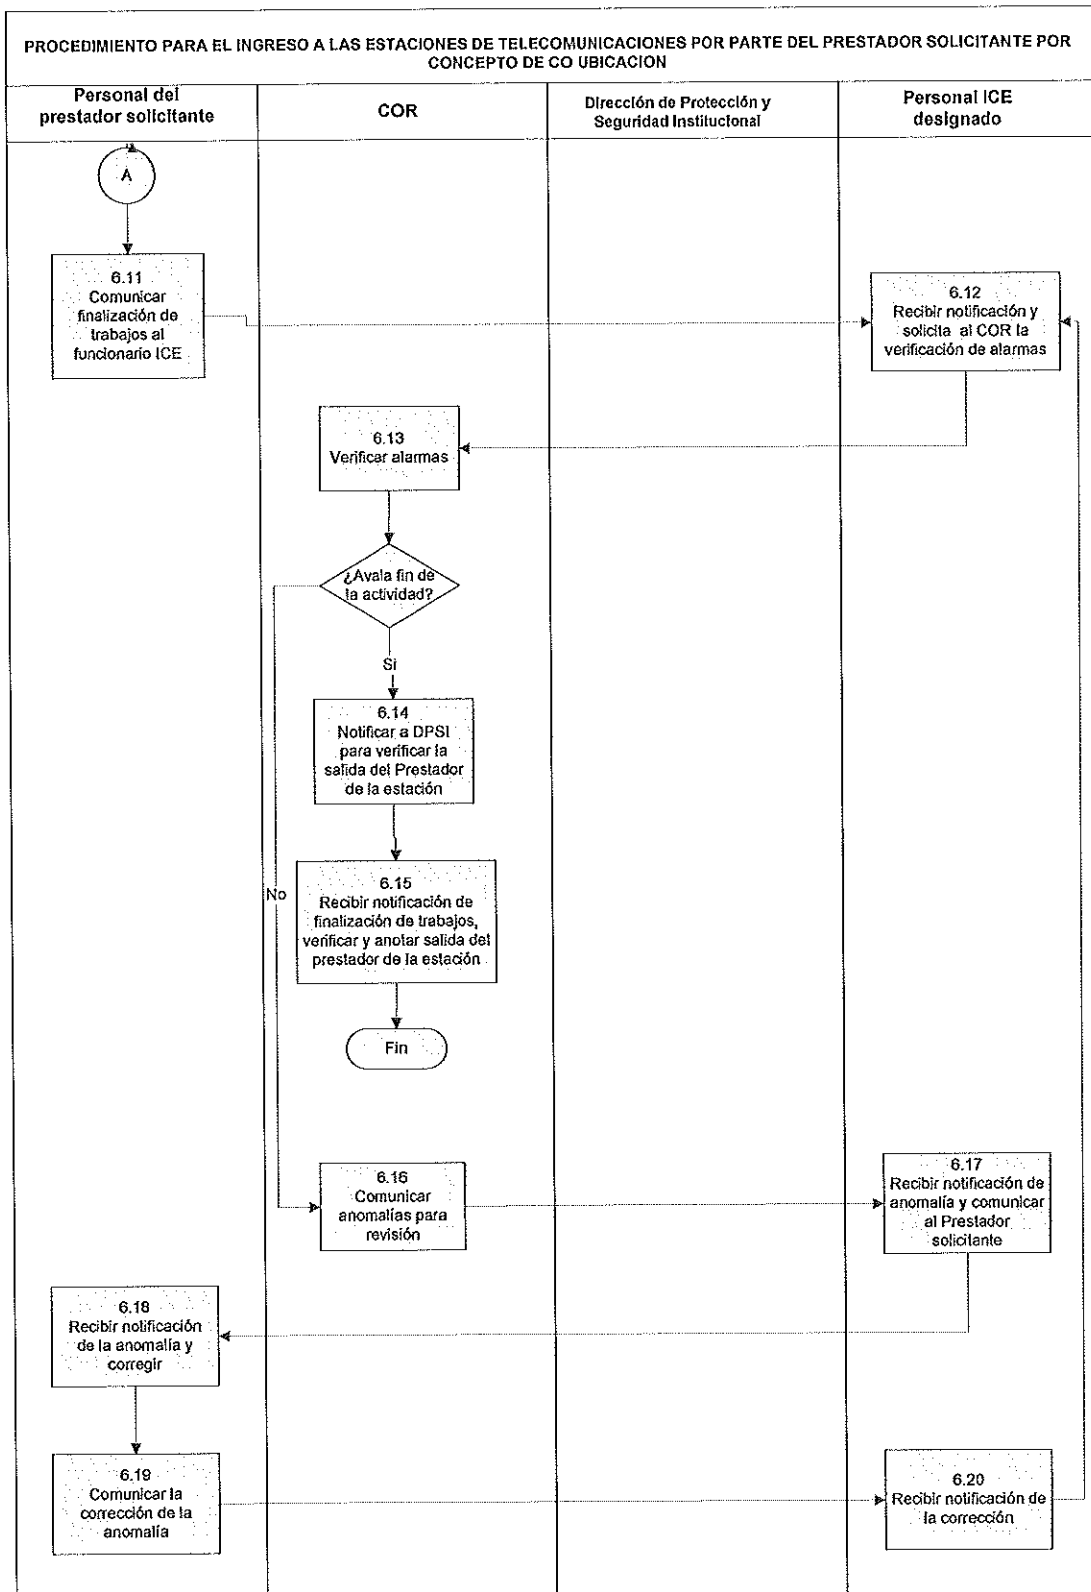 PROCEDIMIENTO PARA EL INGRESO A LAS ESTACIONES DE TELECOMUNICACIONES POR PARTE DEL PRESTADOR SOLICITANTE POR
CONCEPTO DE CO UBICACION
Personal del
prestador solicitante
COR
Dirección de Protección y
Seguridad Institucional
Personal ICE
designado
A
6.11
Comunicar
finalización de
trabajos al
funcionario ICE
6.12
Recibir notificación y
solicita al COR la
verificación de alarmas
6.13
Verificar alarmas
¿Avala fin de
la actividad?
Si
6.14
Notificar a DPSI
para verificar la
salida del Prestador
de la estación
No
6.15
Recibir notificación de
finalización de trabajos,
verificar y anotar salida del
prestador de la estación
Fin
6.16
Comunicar
anomalías para
revisión
6.17
Recibir notificación de
anomalía y comunicar
al Prestador
solicitante
6.18
Recibir notificación
de la anomalía y
corregir
6.19
Comunicar la
corrección de la
anomalía
6.20
Recibir notificación de
la corrección